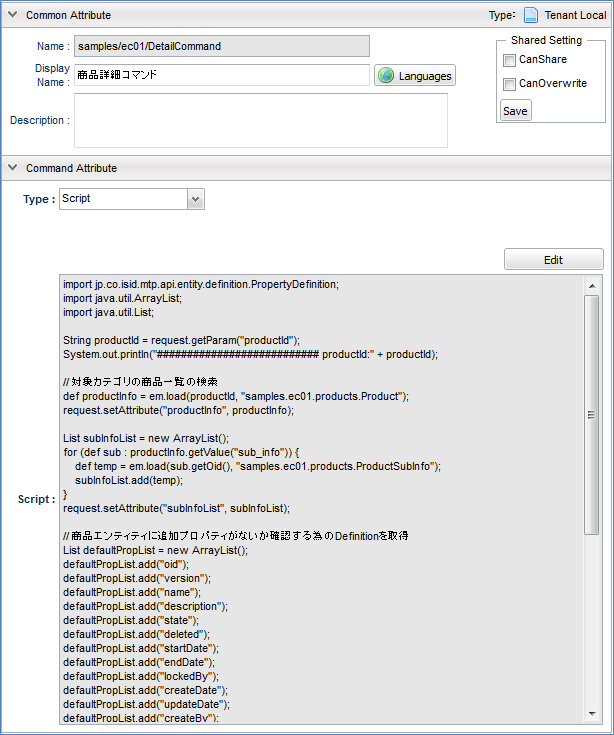 Common Attribute
Type: Tenant Local
Name : samples/ec01/DetailCommand
Display Name : 商品詳細コマンド Languages
Description :
Shared Setting
CanShare
CanOverwrite
Save
Command Attribute
Type : Script
Edit
Script :
import jp.co.isid.mtp.api.entity.definition.PropertyDefinition;
import java.util.ArrayList;
import java.util.List;
String productId = request.getParam("productId");
System.out.println("########################### productId:" + productId);
// 対象カテゴリの商品一覧の検索
def productInfo = em.load(productId, "samples.ec01.products.Product");
request.setAttribute("productInfo", productInfo);
List subInfoList = new ArrayList();
for (def sub : productInfo.getValue("sub_info")) {
def temp = em.load(sub.getOid(), "samples.ec01.products.ProductSubInfo");
subInfoList.add(temp);
}
request.setAttribute("subInfoList", subInfoList);
// 商品エンティティに追加プロパティがないか確認する為のDefinitionを取得
List defaultPropList = new ArrayList();
defaultPropList.add("oid");
defaultPropList.add("version");
defaultPropList.add("name");
defaultPropList.add("description");
defaultPropList.add("state");
defaultPropList.add("deleted");
defaultPropList.add("startDate");
defaultPropList.add("endDate");
defaultPropList.add("lockedBy");
defaultPropList.add("createDate");
defaultPropList.add("updateDate");
defaultPropList.add("createBy");